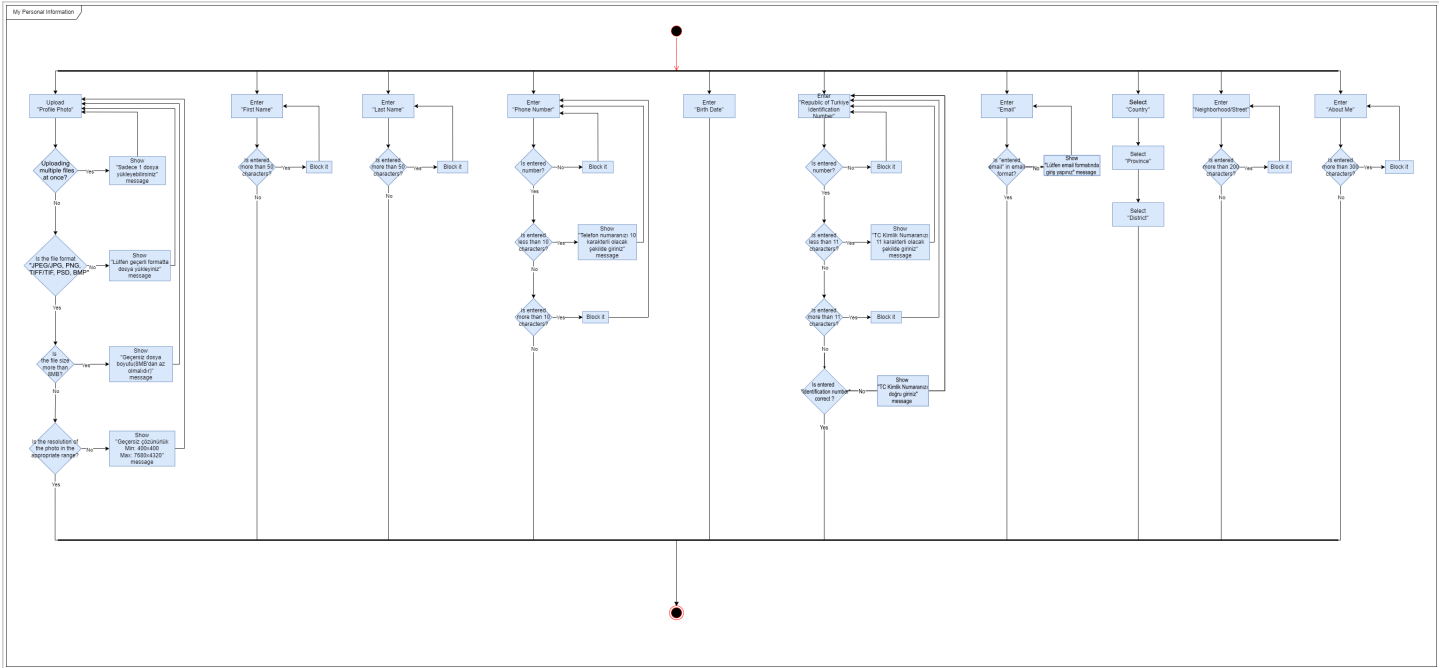 My Personal Information
Upload
"Profile Photo"
Uploading
multiple files
at once?
Yes
Show
"Sadece 1 dosya
yükleyebilirsiniz"
message
No
Is the file format
"JPEG/JPG, PNG,
TIFF/TIF, PSD, BMP"
No
Show
"Lütfen geçerli formatta
dosya yükleyiniz"
message
Yes
Is
the file size
more than
8MB?
Yes
Show
"Geçersiz dosya
boyutu(8MB'dan az
olmalıdır)"
message
No
Is the resolution of
the photo in the
appropriate range?
No
Show
"Geçersiz çözünürlük
Min: 400x400
Max: 7680x4320"
message
Yes
Enter
"First Name"
Is entered
more than 50
characters?
Yes
Block it
No
Enter
"Last Name"
Is entered
more than 50
characters?
Yes
Block it
No
Enter
"Phone Number"
Is entered
number?
No
Block it
Yes
Is entered
less than 10
characters?
Yes
Show
"Telefon numaranızı 10
karakterli olacak
şekilde giriniz"
message
No
Is entered
more than 10
characters?
Yes
Block it
No
Enter
"Birth Date"
Enter
"Republic of Turkiye
Identification
Number"
Is entered
number?
No
Block it
Yes
Is entered
less than 11
characters?
Yes
Show
"TC Kimlik Numaranızı
11 karakterli olacak
şekilde giriniz"
message
No
Is entered
more than 11
characters?
Yes
Block it
No
Is entered
"Identification number"
correct ?
No
Show
"TC Kimlik Numaranızı
doğru giriniz"
message
Yes
Enter
"Email"
Is "entered
email" in email
format?
No
Show
"Lütfen email formatında
giriş yapınız" message
Yes
Select
"Country"
Select
"Province"
Select
"District"
Enter
"Neighborhood/Street"
Is entered
more than 200
characters?
Yes
Block it
No
Enter
"About Me"
Is entered
more than 300
characters?
Yes
Block it
No